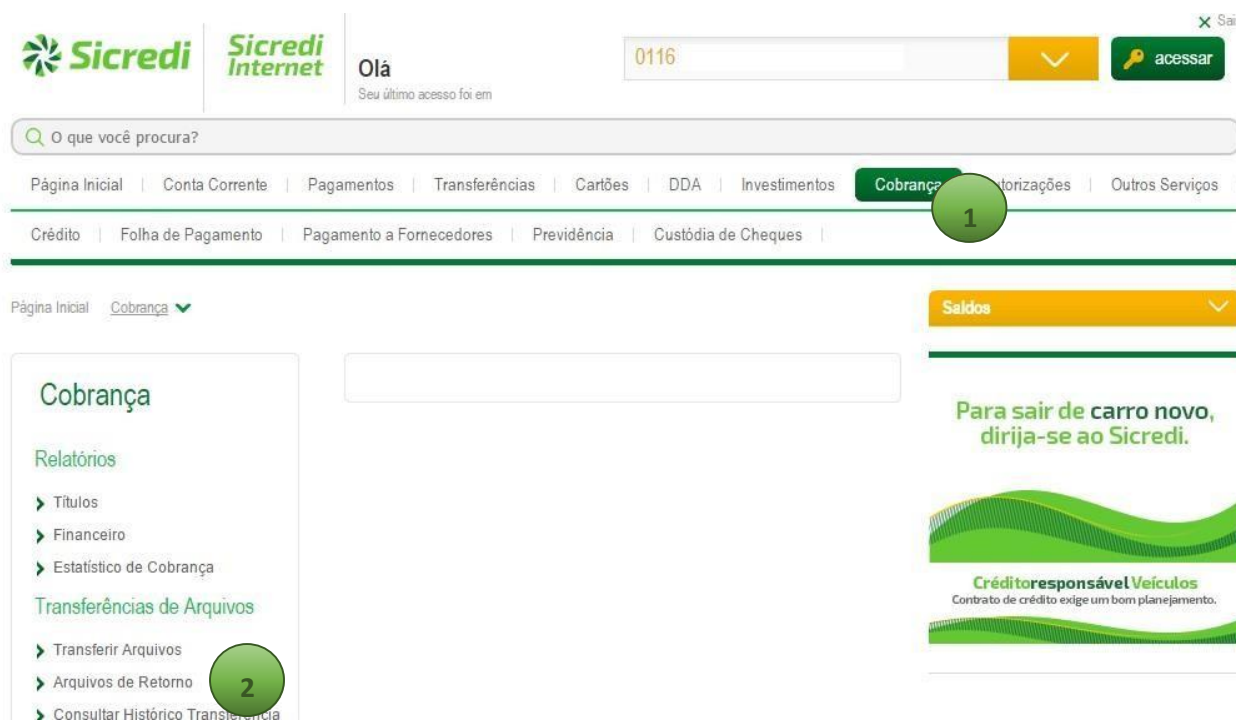 Sair
Sicredi
Sicredi
Internet
Olá
Seu último acesso foi em
0116
acessar
O que você procura?
Página Inicial | Conta Corrente | Pagamentos | Transferências | Cartões | DDA | Investimentos Cobrança Outros Serviços
1
Crédito | Folha de Pagamento | Pagamento a Fornecedores | Previdência | Custódia de Cheques |
Página Inicial Cobrança
Saldos
Cobrança
Relatórios
Títulos
Financeiro
Estatístico de Cobrança
Transferências de Arquivos
Transferir Arquivos
Arquivos de Retorno
2
Consultar Histórico Transferência
Para sair de carro novo,
dirija-se ao Sicredi.
Créditoresponsável Veículos
Contrato de crédito exige um bom planejamento.